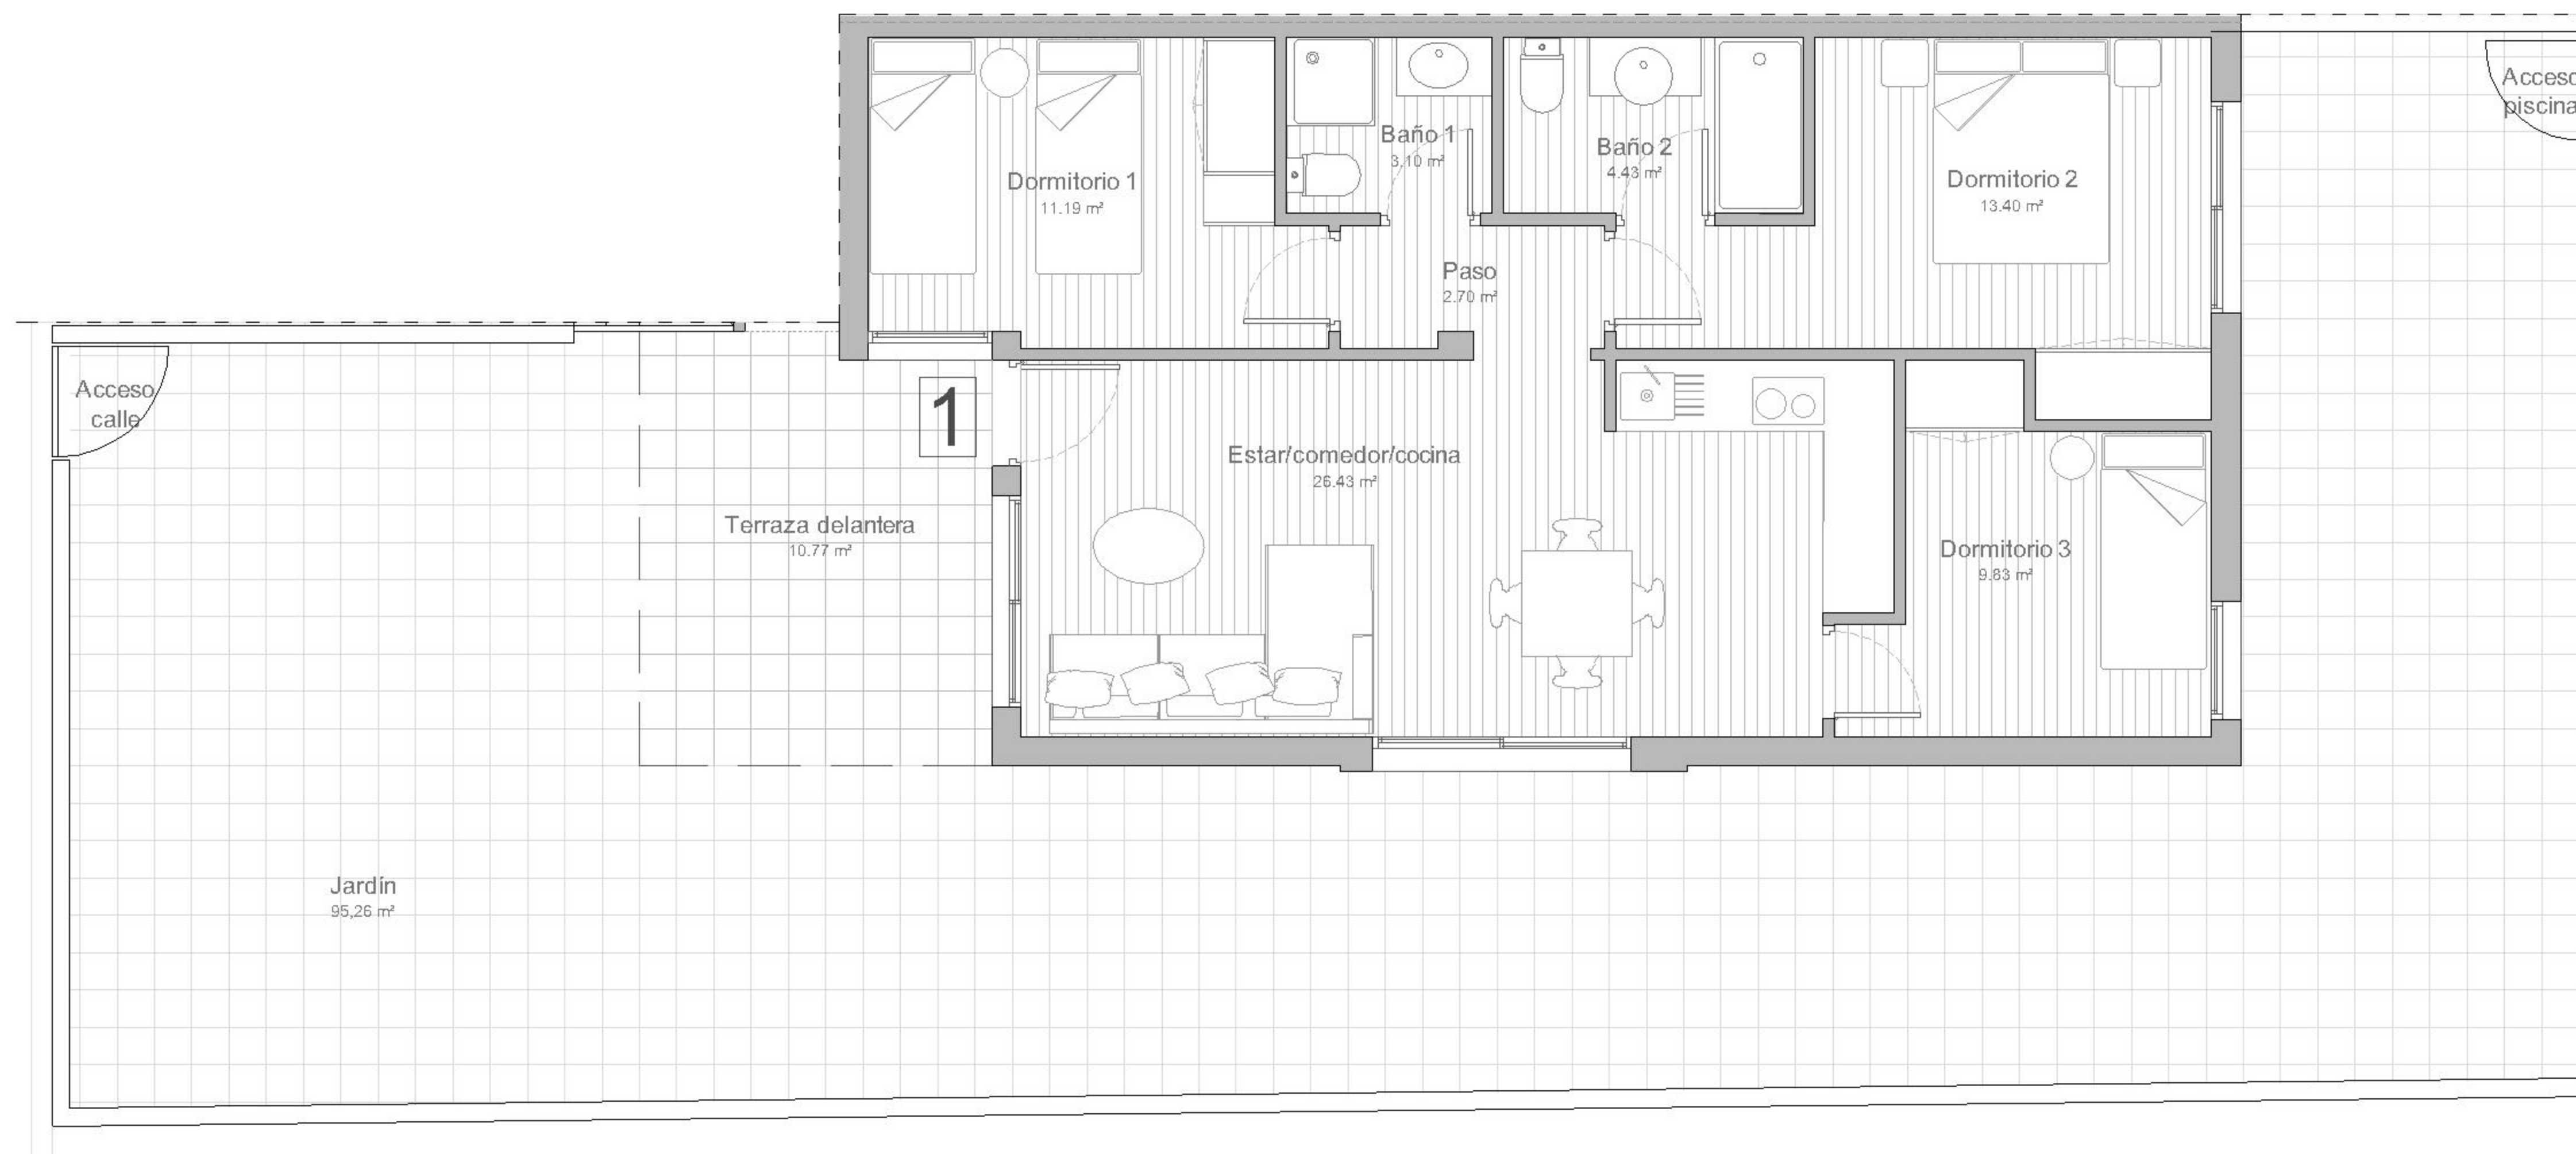 Acceso
piscina
Baño 1
3.10 m²
Baño 2
4.43 m²
Dormitorio 1
11.19 m²
Dormitorio 2
13.40 m²
Paso
2.70 m²
Acceso
calle
1
Estar/comedor/cocina
26.43 m²
Terraza delantera
10.77 m²
Dormitorio 3
9.83 m²
Jardín
95,26 m²